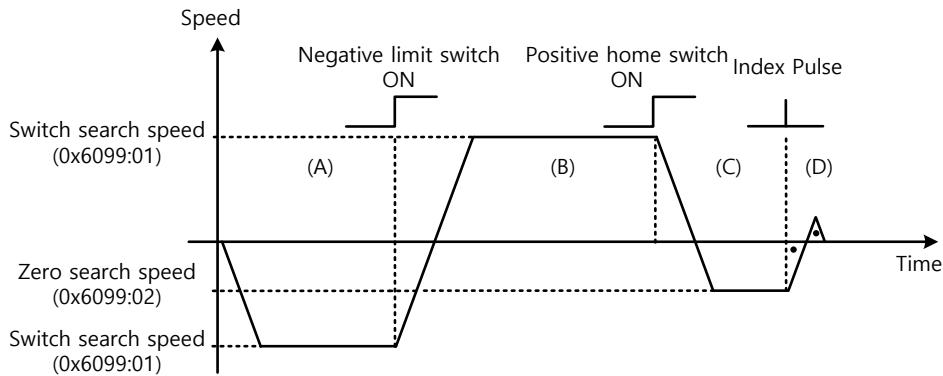 Speed
Negative limit switch
ON
Positive home switch
ON
Index Pulse
Switch search speed
(0x6099:01)
(A)
(B)
(C)
(D)
Time
Zero search speed
(0x6099:02)
Switch search speed
(0x6099:01)